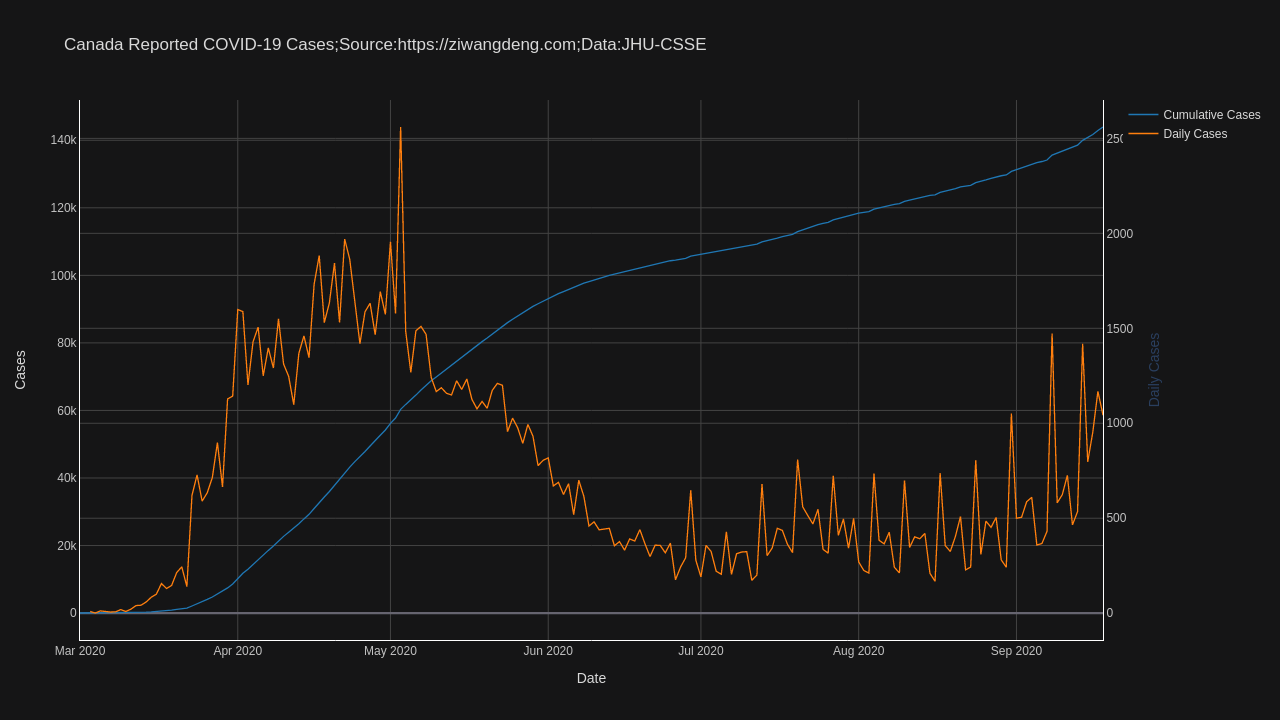 Canada Reported COVID-19 Cases;Source:https://ziwangdeng.com;Data:JHU-CSSE
Cumulative Cases
Daily Cases
140k
120k
100k
80k
60k
40k
20k
0
Cases
250
2000
1500
1000
500
0
Daily Cases
Mar 2020
Apr 2020
May 2020
Jun 2020
Jul 2020
Aug 2020
Sep 2020
Date